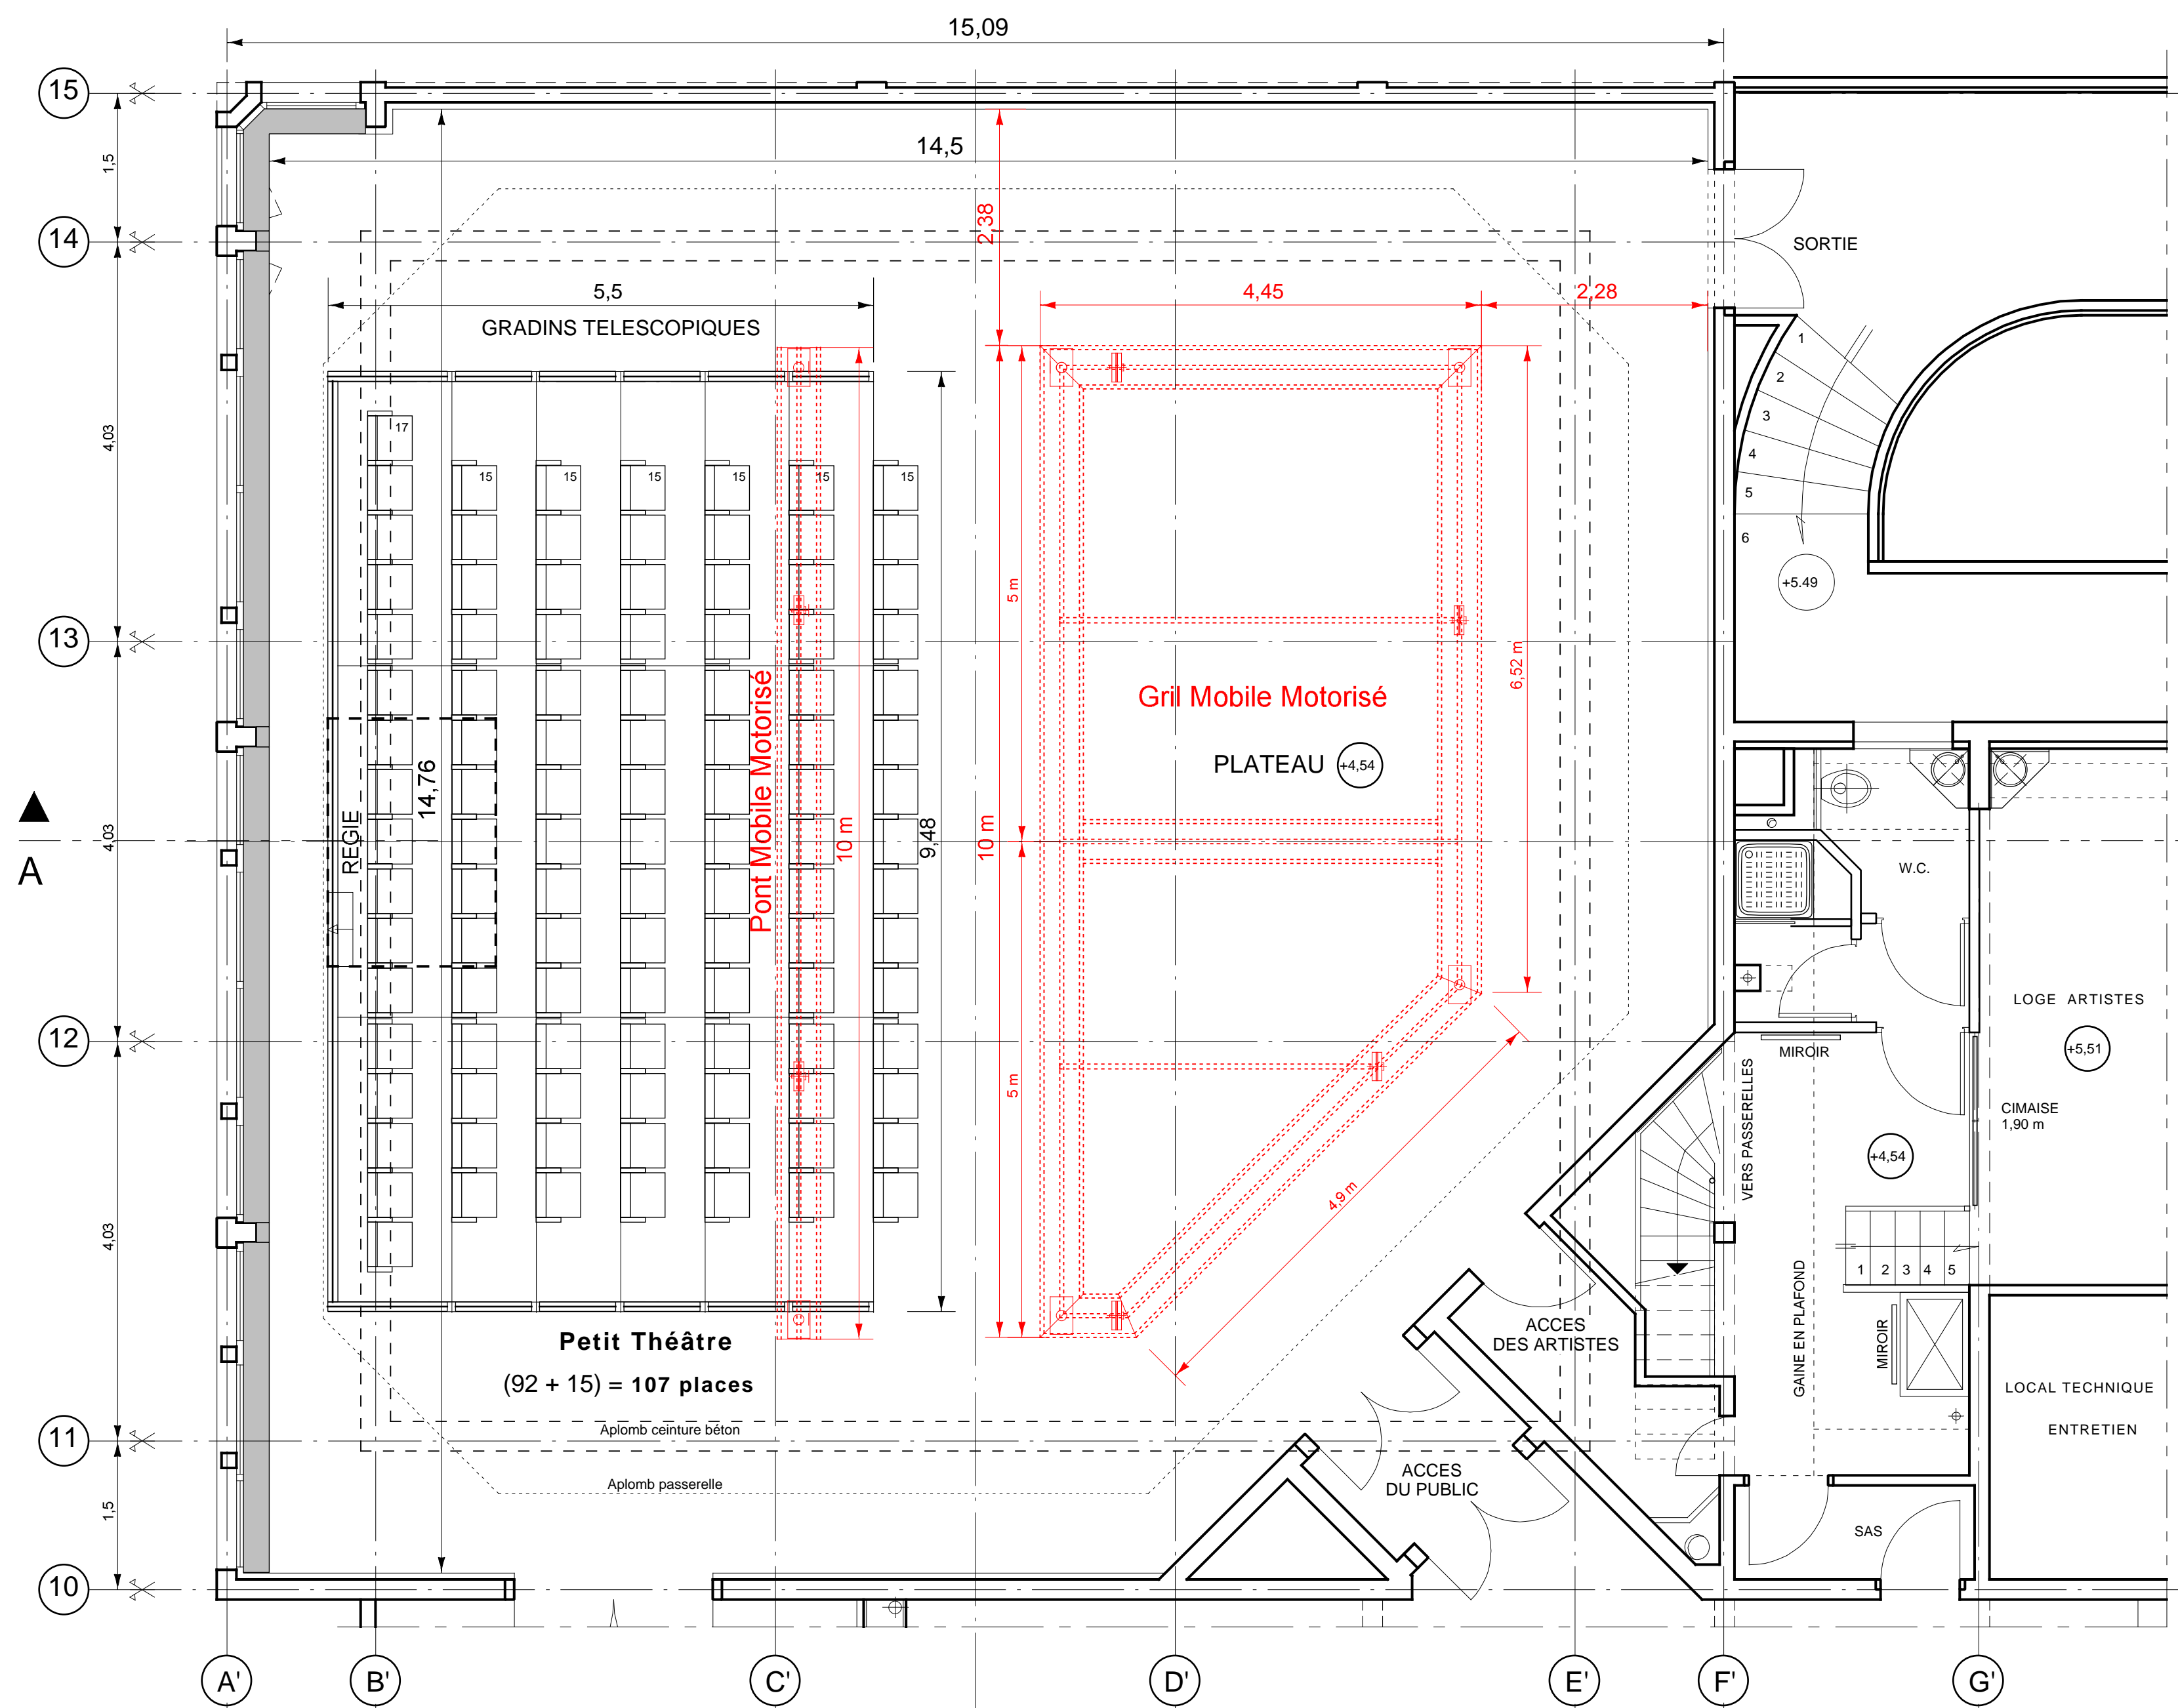 15,09
15
14,5
1,5
2,38
14
SORTIE
5,5
4,45
2,28
GRADINS TELESCOPIQUES
1
2
3
4
5
6
17
15
15
15
15
15
15
4,03
+5.49
5 m
13
6,52 m
Pont Mobile Motorisé
Gril Mobile Motorisé
PLATEAU
+4,54
14,76
REGIE
10 m
9,48
10 m
4,03
A
W.C.
LOGE ARTISTES
+5,51
12
MIROIR
5 m
VERS PASSERELLES
CIMAISE
1,90 m
+4,54
4,9 m
4,03
1 2 3 4 5
GAINE EN PLAFOND
MIROIR
ACCES
DES ARTISTES
Petit Théâtre
(92 + 15) = 107 places
LOCAL TECHNIQUE
ENTRETIEN
Aplomb ceinture béton
11
Aplomb passerelle
ACCES
DU PUBLIC
1,5
SAS
10
A'
B'
C'
D'
E'
F'
G'